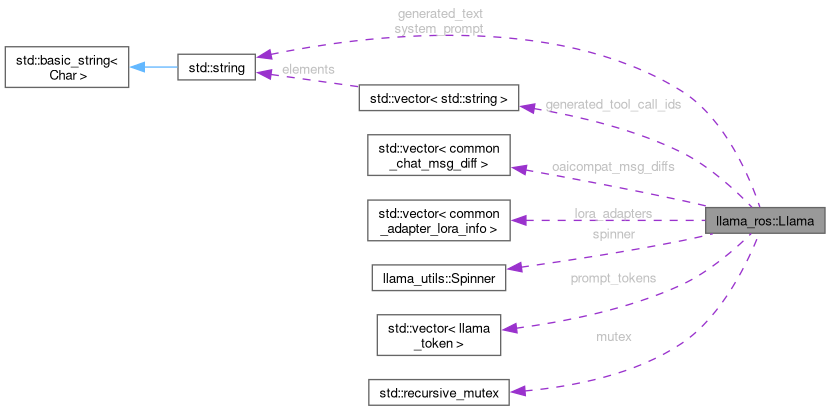 generated_text
system_prompt
std::basic_string<
Char >
std::string
elements
std::vector< std::string >
generated_tool_call_ids
std::vector< common
_chat_msg_diff >
oaicompat_msg_diffs
std::vector< common
_adapter_lora_info >
lora_adapters
llama_ros::Llama
spinner
llama_utils::Spinner
prompt_tokens
std::vector< llama
_token >
mutex
std::recursive_mutex